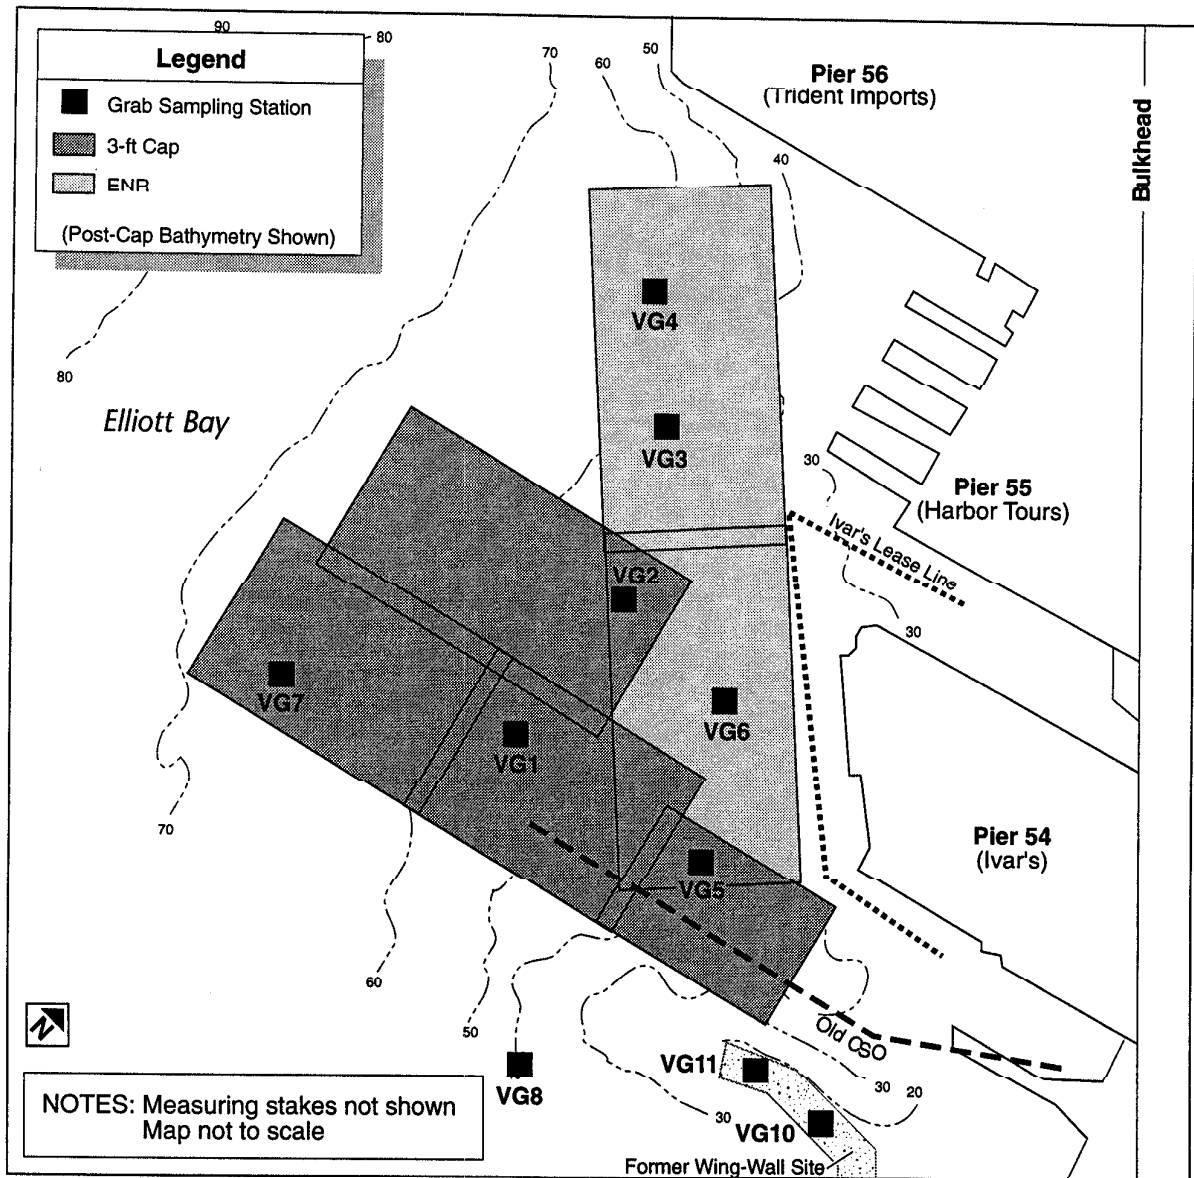 90
80
70
60
50
Legend
Grab Sampling Station
3-ft Cap
ENR
(Post-Cap Bathymetry Shown)
Pier 56
(Trident Imports)
Bulkhead
40
80
Elliott Bay
VG4
VG3
30
Pier 55
(Harbor Tours)
Ivar's Lease Line
VG2
30
VG7
VG6
VG1
70
Pier 54
(Ivar's)
VG5
60
50
N
Old CSO
VG11
VG8
30
20
30
VG10
Former Wing-Wall Site
NOTES: Measuring stakes not shown
Map not to scale